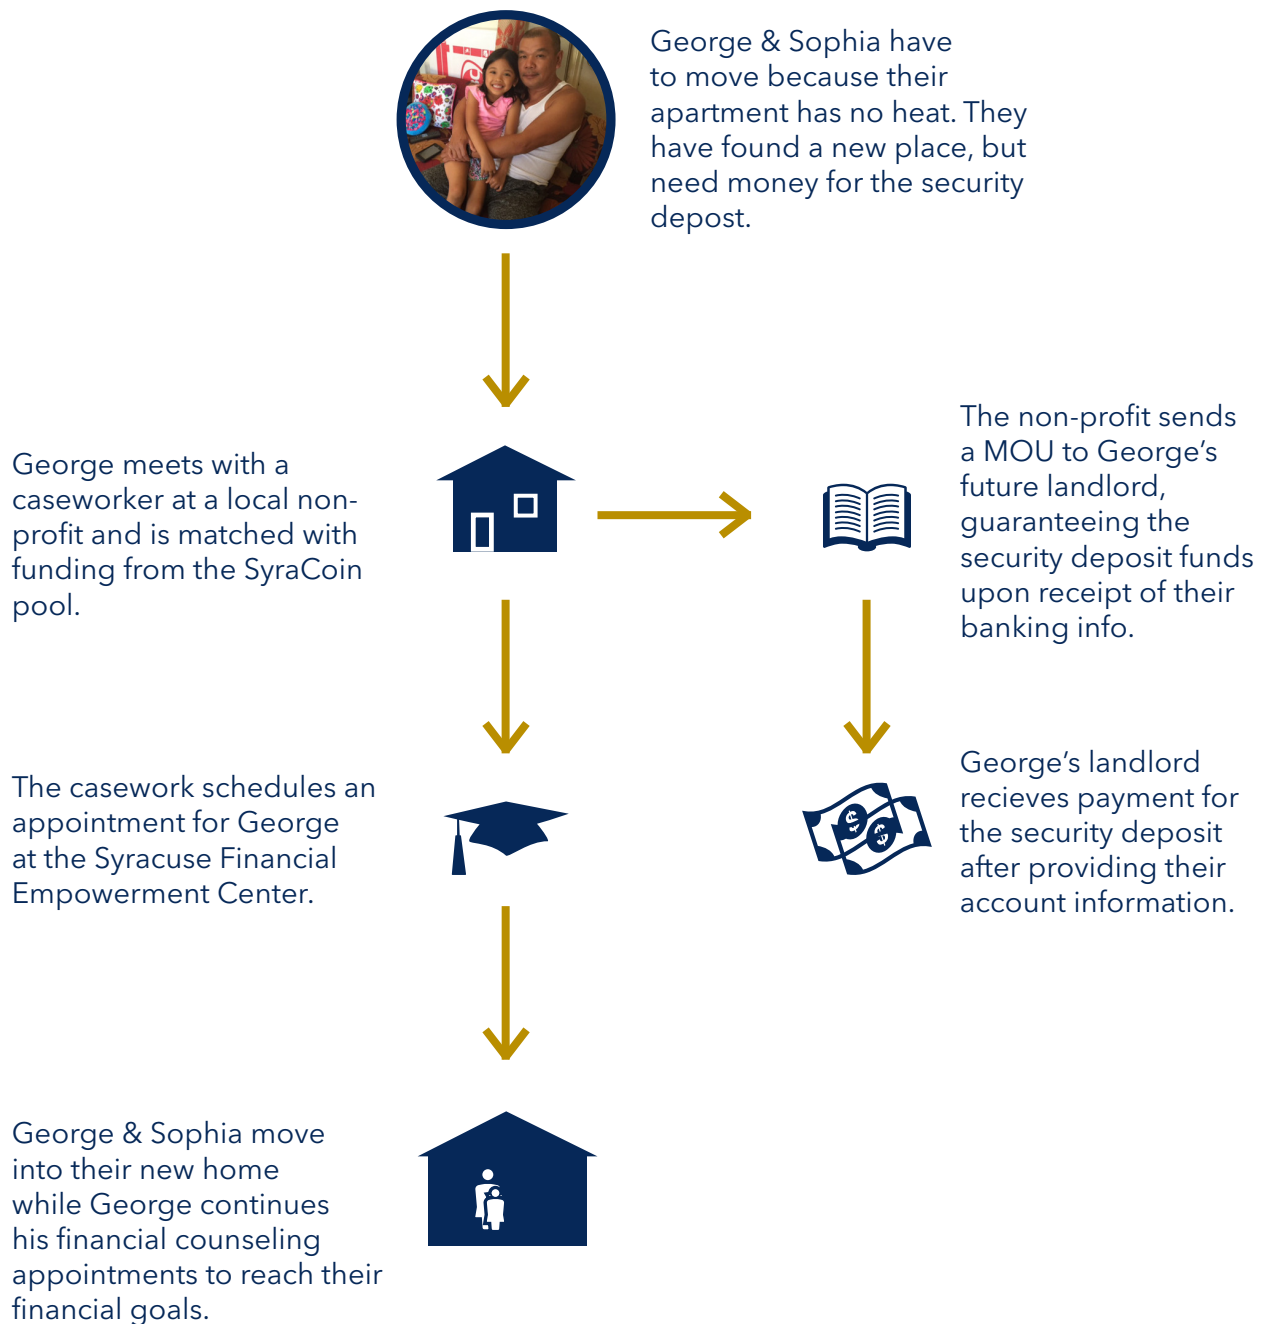 George & Sophia have
to move because their
apartment has no heat. They
have found a new place, but
need money for the security
depost.
George meets with a
caseworker at a local non-
profit and is matched with
funding from the SyraCoin
pool.
The non-profit sends
a MOU to George’s
future landlord,
guaranteeing the
security deposit funds
upon receipt of their
banking info.
The casework schedules an
appointment for George
at the Syracuse Financial
Empowerment Center.
George’s landlord
recieves payment for
the security deposit
after providing their
account information.
George & Sophia move
into their new home
while George continues
his financial counseling
appointments to reach their
financial goals.